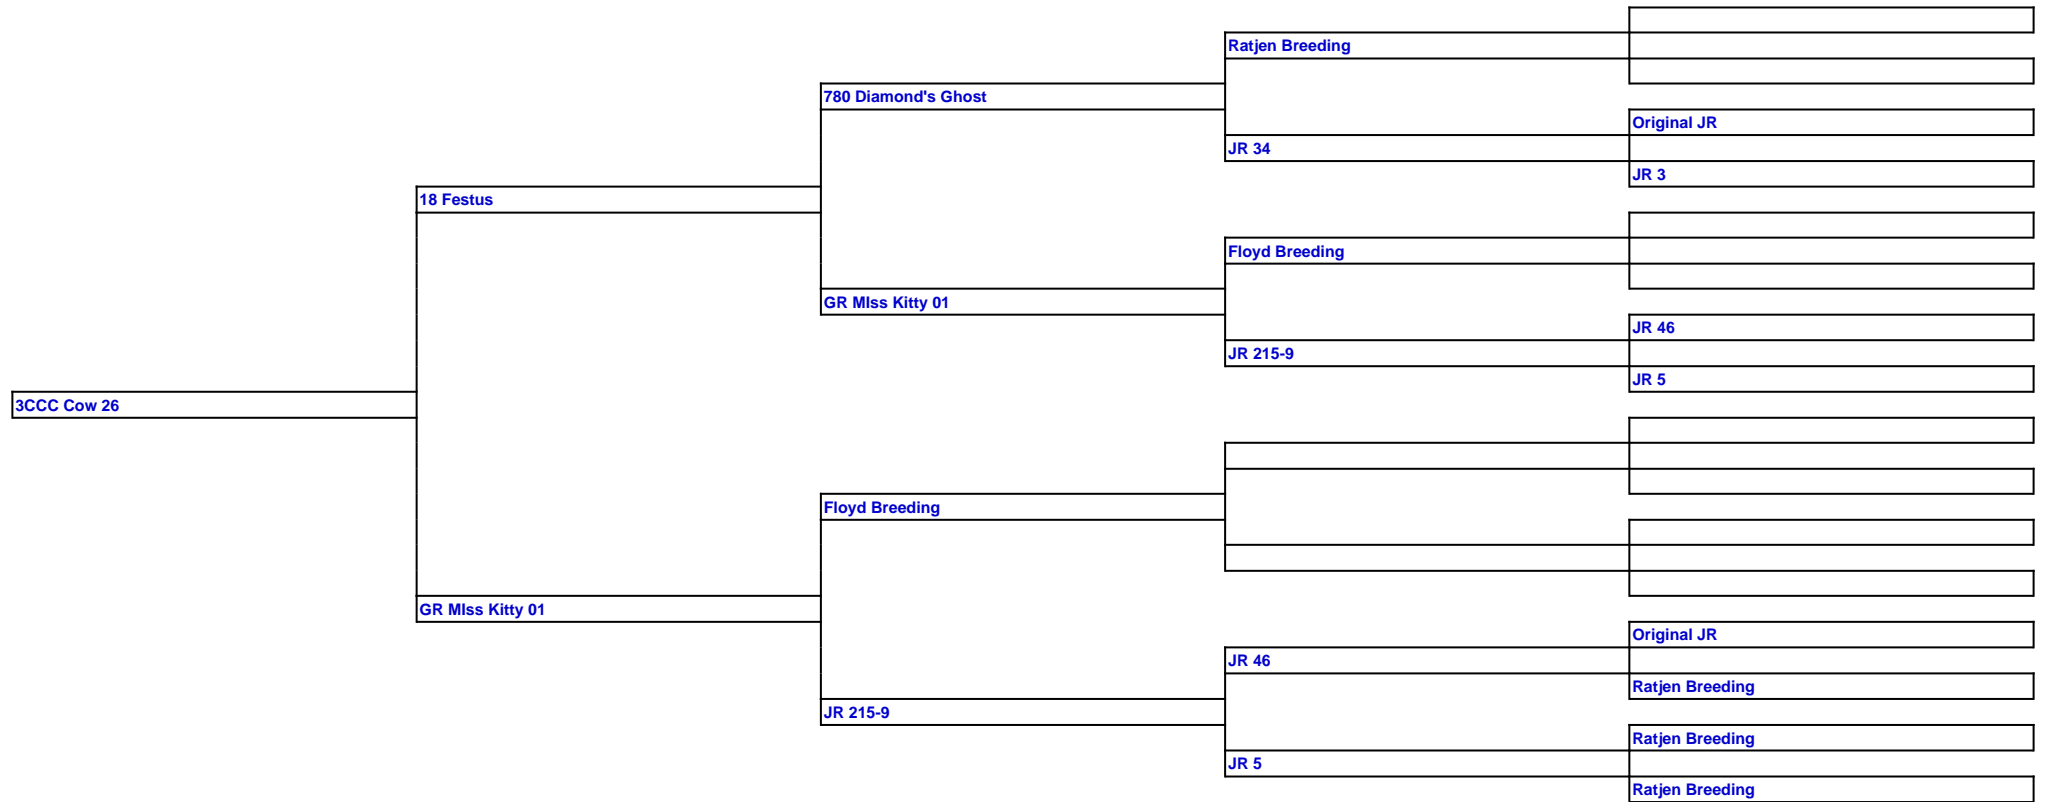 Ratjen Breeding
780 Diamond's Ghost
Original JR
JR 34
JR 3
18 Festus
Floyd Breeding
GR MIss Kitty 01
JR 46
JR 215-9
JR 5
3CCC Cow 26
Floyd Breeding
GR MIss Kitty 01
Original JR
JR 46
Ratjen Breeding
JR 215-9
Ratjen Breeding
JR 5
Ratjen Breeding